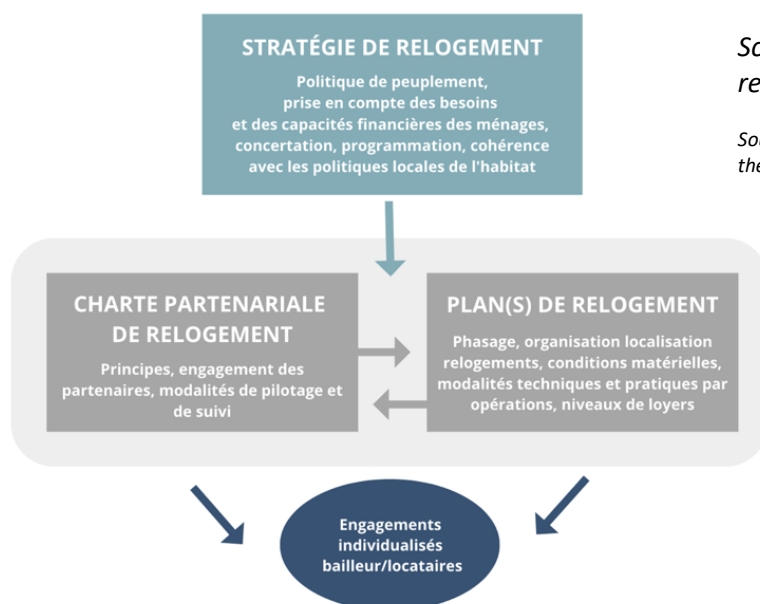 STRATÉGIE DE RELOGEMENT
Politique de peuplement,
prise en compte des besoins
et des capacités financières des ménages,
concertation, programmation, cohérence
avec les politiques locales de l'habitat
CHARTE PARTENARIALE
DE RELOGEMENT
Principes, engagement des
partenaires, modalités de pilotage et
de suivi
PLAN(S) DE RELOGEMENT
Phasage, organisation localisation
relogements, conditions matérielles,
modalités techniques et pratiques par
opérations, niveaux de loyers
Engagements
individualisés
bailleur/locataires